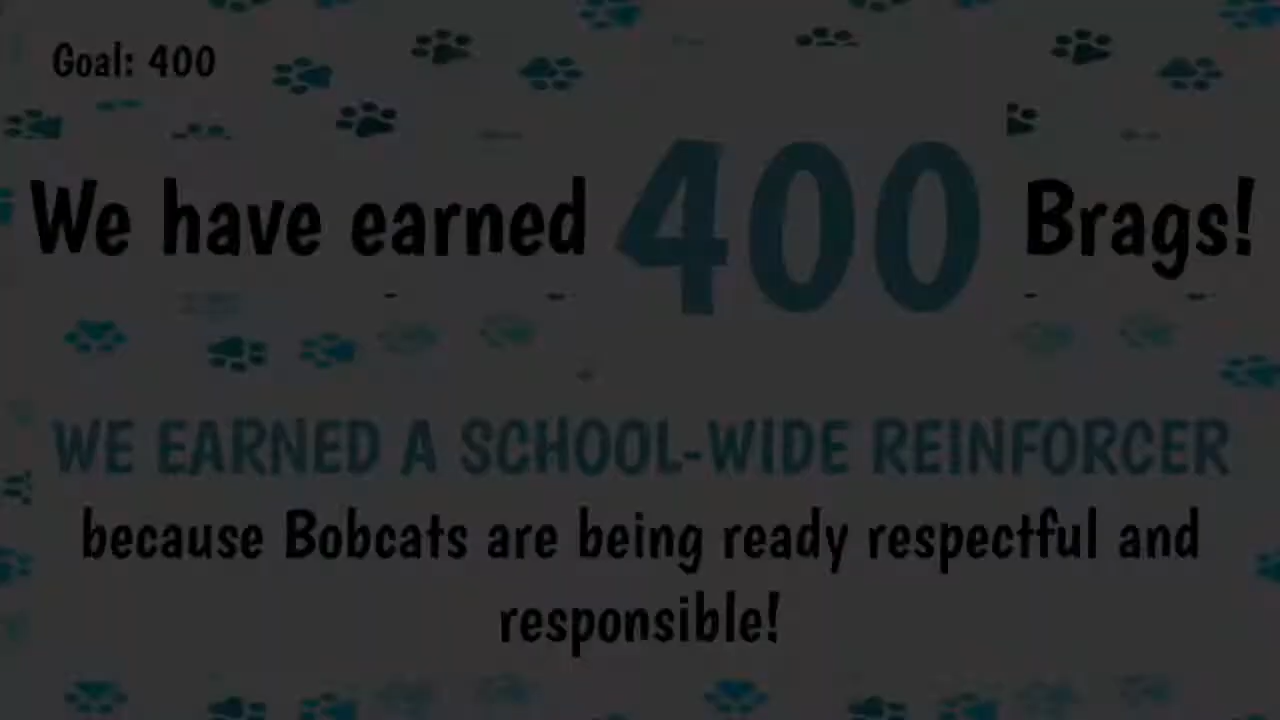 Goal: 400
We have earned 400 Brags!
WE EARNED A SCHOOL-WIDE REINFORCER
because Bobcats are being ready respectful and
responsible!